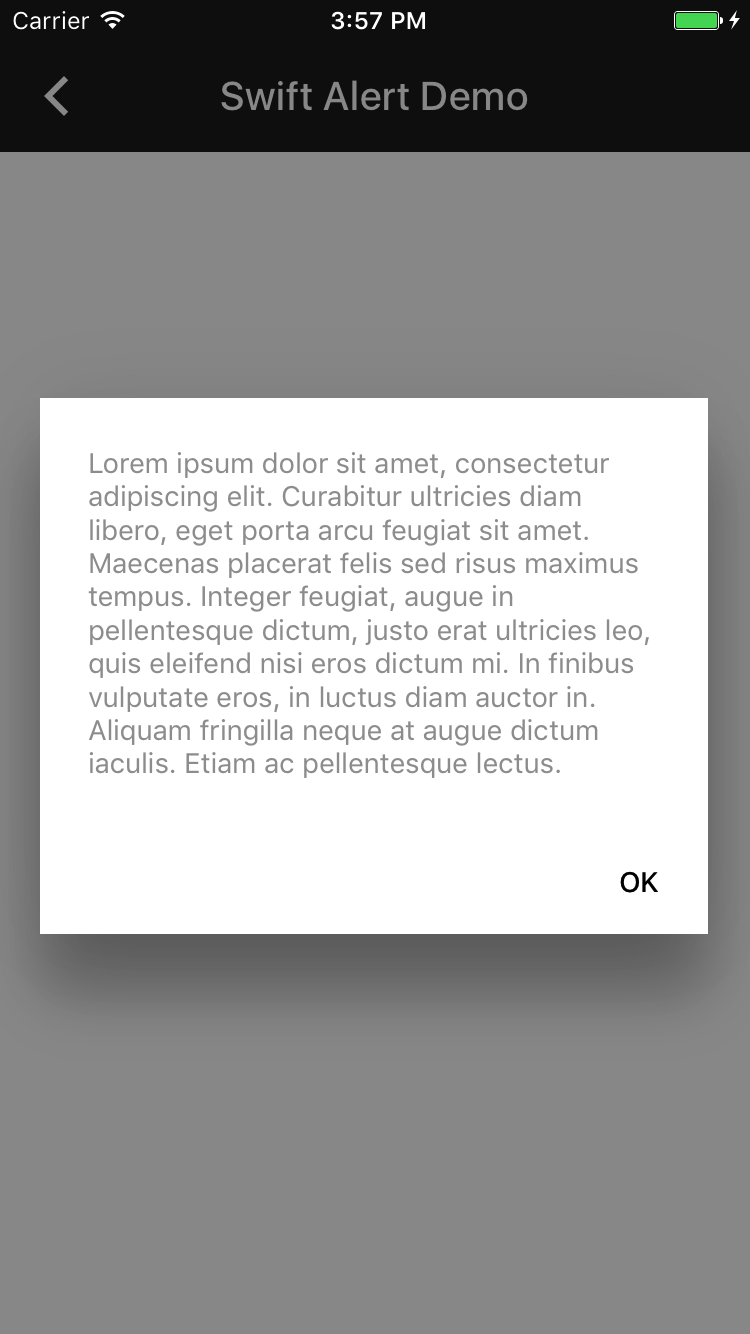 Carrier 3:57 PM
Swift Alert Demo
Lorem ipsum dolor sit amet, consectetur
adipiscing elit. Curabitur ultricies diam
libero, eget porta arcu feugiat sit amet.
Maecenas placerat felis sed risus maximus
tempus. Integer feugiat, augue in
pellentesque dictum, justo erat ultricies leo,
quis eleifend nisi eros dictum mi. In finibus
vulputate eros, in luctus diam auctor in.
Aliquam fringilla neque at augue dictum
iaculis. Etiam ac pellentesque lectus.
OK